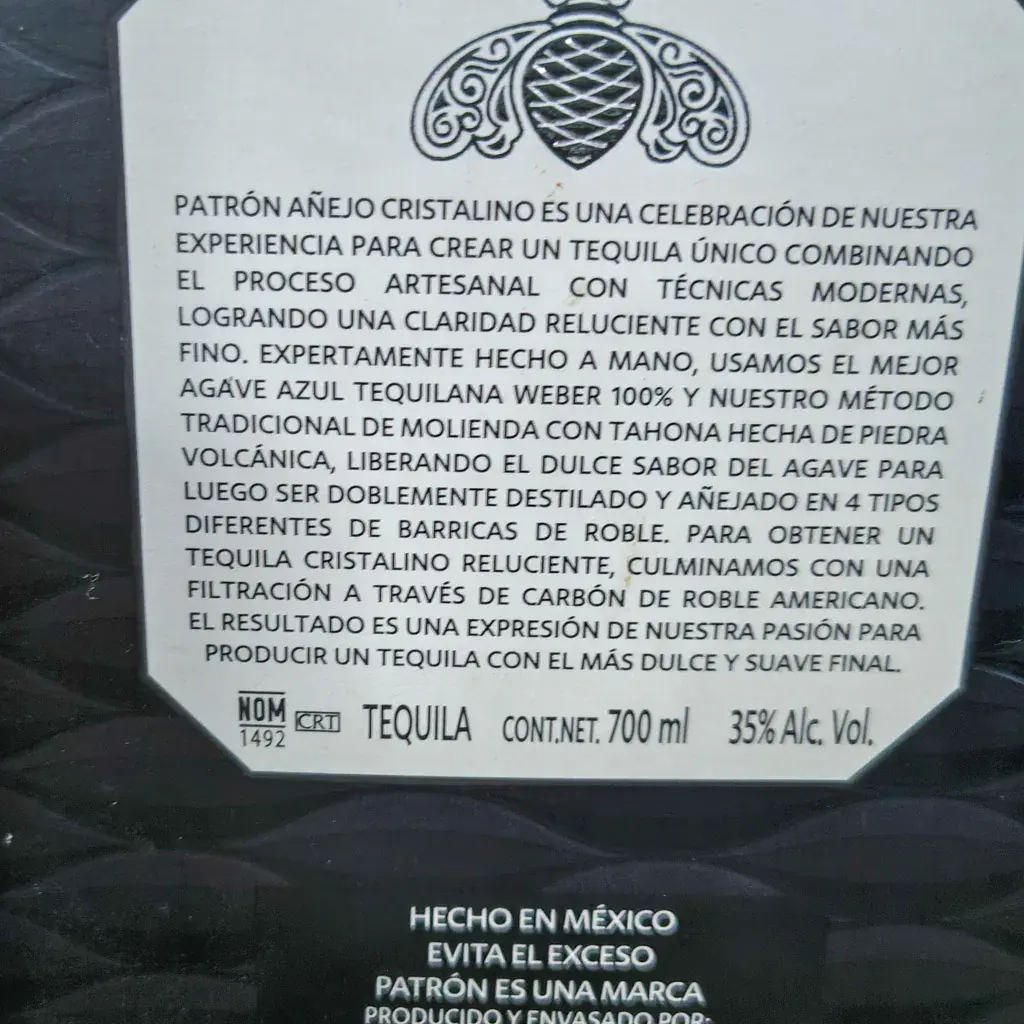 PATRÓN AÑEJO CRISTALINO ES UNA CELEBRACIÓN DE NUESTRA
EXPERIENCIA PARA CREAR UN TEQUILA ÚNICO COMBINANDO
EL PROCESO ARTESANAL CON TÉCNICAS MODERNAS,
LOGRANDO UNA CLARIDAD RELUCIENTE CON EL SABOR MÁS
FINO. EXPERTAMENTE HECHO A MANO, USAMOS EL MEJOR
AGAVE AZUL TEQUILANA WEBER 100% Y NUESTRO MÉTODO
TRADICIONAL DE MOLIENDA CON TAHONA HECHA DE PIEDRA
VOLCÁNICA, LIBERANDO EL DULCE SABOR DEL AGAVE PARA
LUEGO SER DOBLEMENTE DESTILADO Y AÑEJADO EN 4 TIPOS
DIFERENTES DE BARRICAS DE ROBLE. PARA OBTENER UN
TEQUILA CRISTALINO RELUCIENTE, CULMINAMOS CON UNA
FILTRACIÓN A TRAVÉS DE CARBÓN DE ROBLE AMERICANO.
EL RESULTADO ES UNA EXPRESIÓN DE NUESTRA PASIÓN PARA
PRODUCIR UN TEQUILA CON EL MÁS DULCE Y SUAVE FINAL.
NOM 1492 CRT TEQUILA CONT.NET. 700 ml 35% Alc. Vol.
HECHO EN MÉXICO
EVITA EL EXCESO
PATRÓN ES UNA MARCA
PRODUCIDO Y ENVASADO POR: